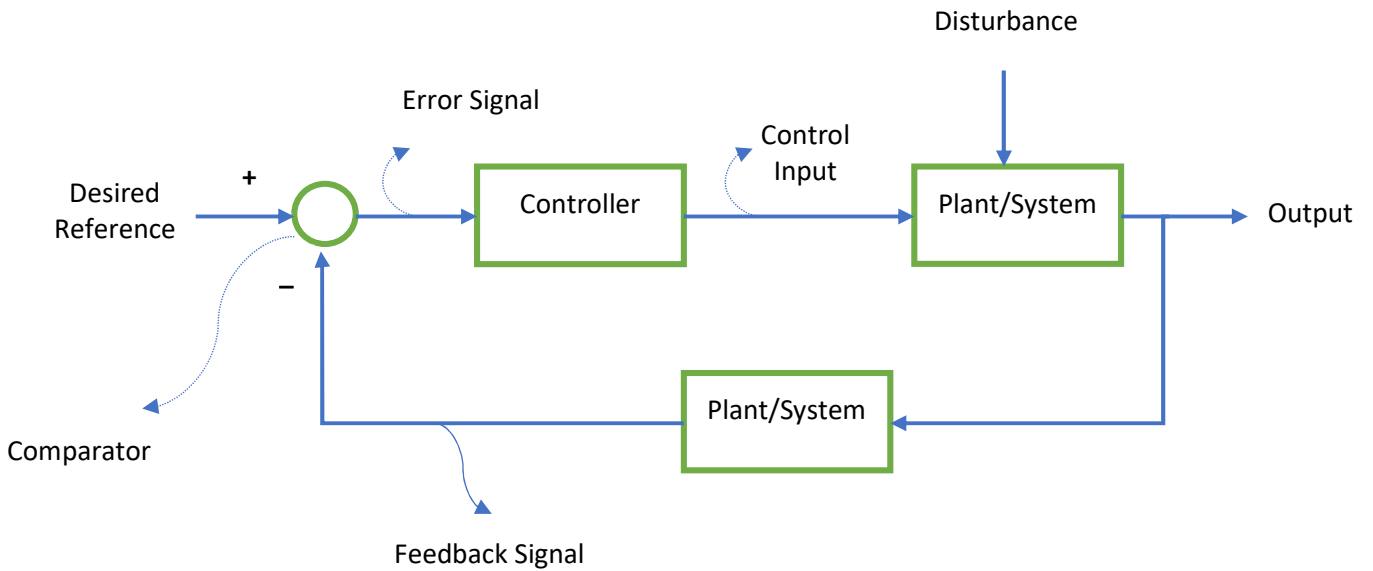 Disturbance
Error Signal
Control
Input
+
Desired
Reference
Controller
Plant/System
Output
–
Plant/System
Comparator
Feedback Signal